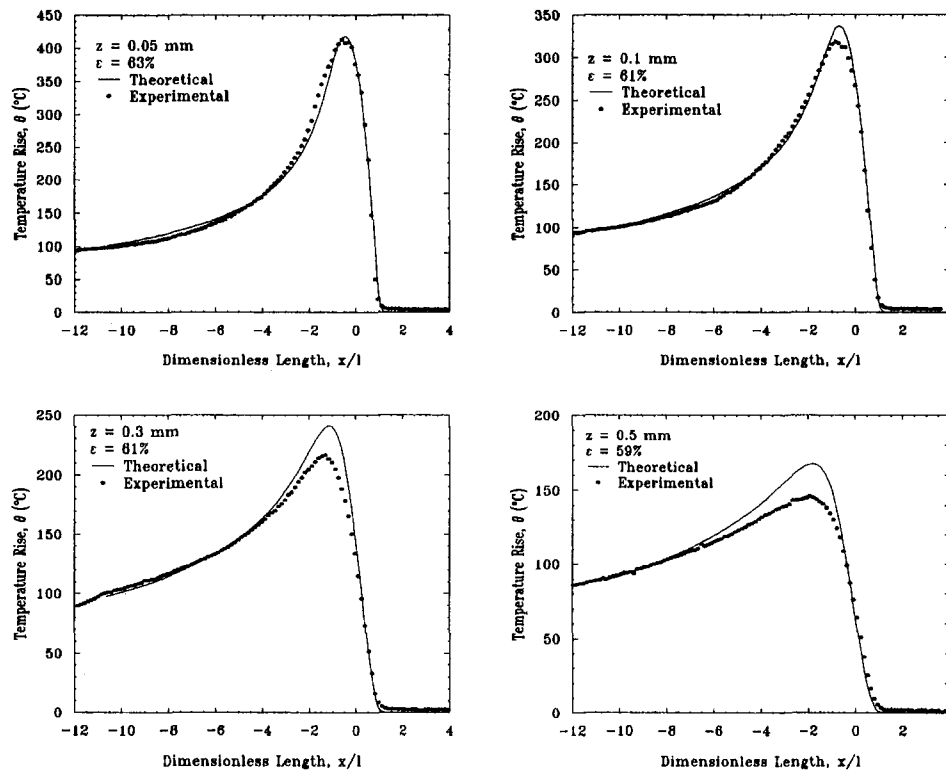 450
400
350
300
250
200
150
100
50
0
Temperature Rise, θ (°C)
z = 0.05 mm
ε = 63%
Theoretical
Experimental
-12 -10 -8 -6 -4 -2 0 2 4
Dimensionless Length, x/l
350
300
250
200
150
100
50
0
Temperature Rise, θ (°C)
z = 0.1 mm
ε = 61%
Theoretical
Experimental
-12 -10 -8 -6 -4 -2 0 2
Dimensionless Length, x/l
250
200
150
100
50
0
Temperature Rise, θ (°C)
z = 0.3 mm
ε = 61%
Theoretical
Experimental
-12 -10 -8 -6 -4 -2 0 2 4
Dimensionless Length, x/l
200
150
100
50
0
Temperature Rise, θ (°C)
z = 0.5 mm
ε = 59%
Theoretical
Experimental
-12 -10 -8 -6 -4 -2 0 2
Dimensionless Length, x/l